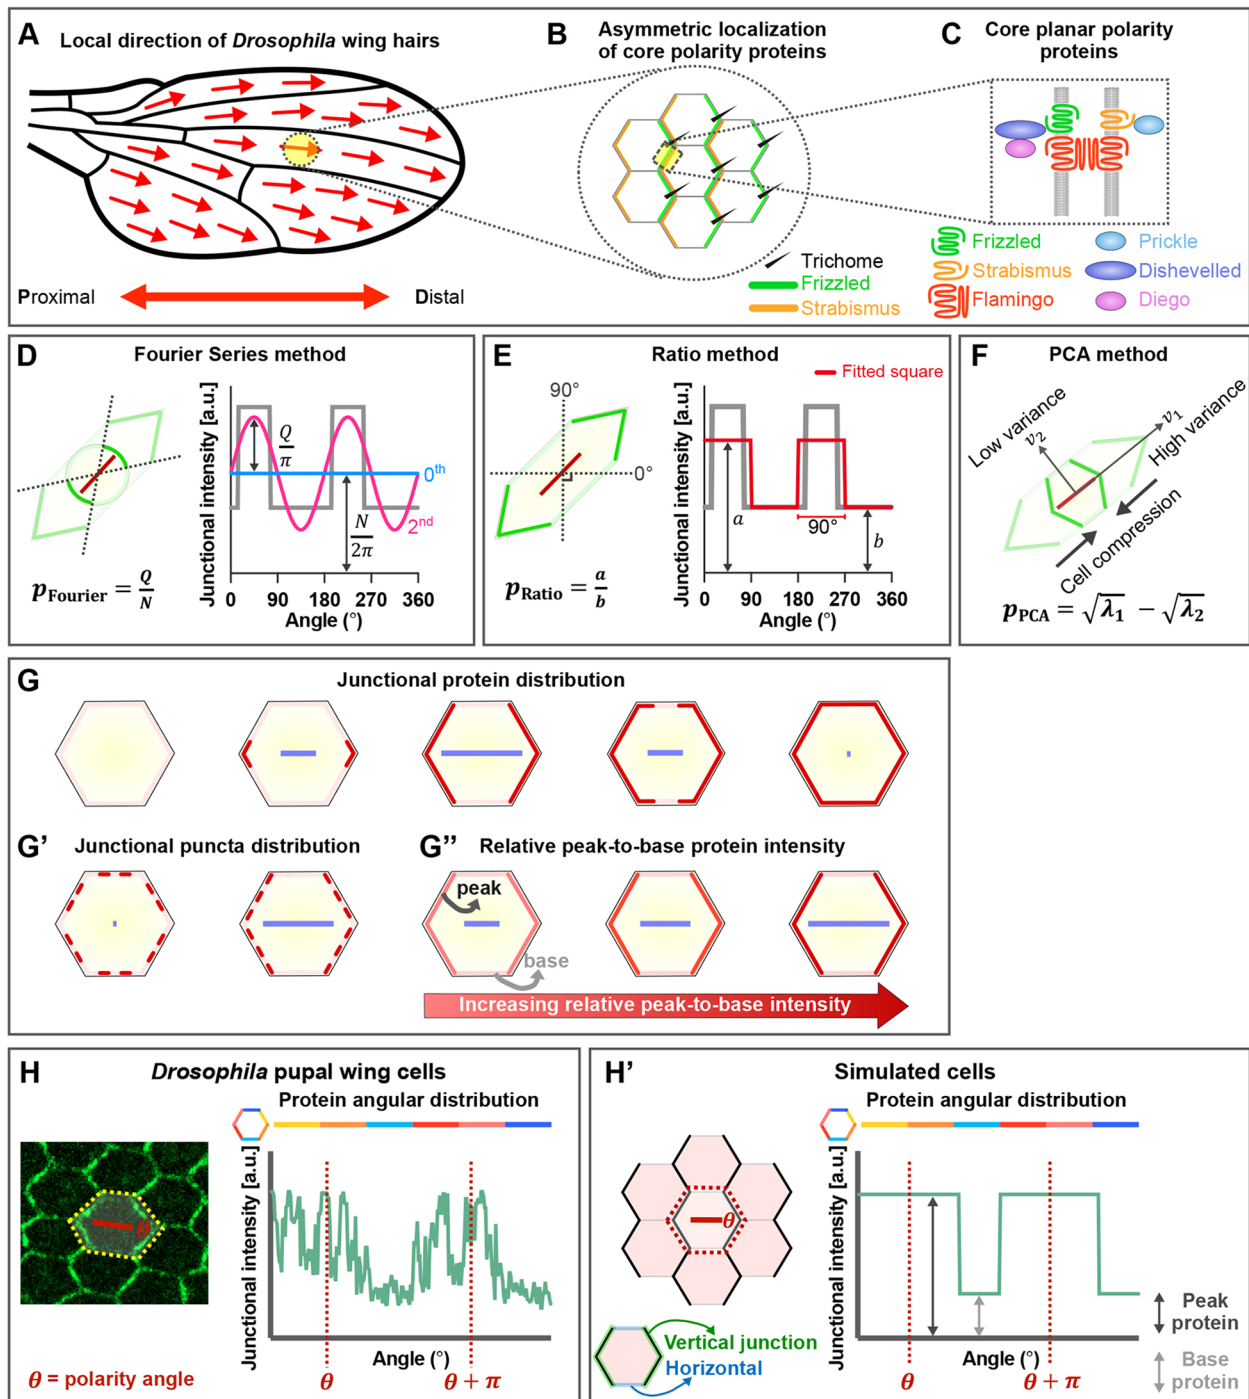 A
Local direction of Drosophila wing hairs
Proximal
Distal
B
Asymmetric localization
of core polarity proteins
Trichome
Frizzled
Strabismus
C
Core planar polarity
proteins
Frizzled
Prickle
Strabismus
Dishevelled
Flamingo
Diego
D
Fourier Series method
Junctional intensity [a.u.]
Q/π
N/2π
0th
2nd
0 90 180 270 360
Angle (°)
pFourier = Q/N
E
Ratio method
Fitted square
90°
0°
Junctional intensity [a.u.]
a
90°
b
0 90 180 270 360
Angle (°)
pRatio = a/b
F
PCA method
Low variance
v2
v1
High variance
Cell compression
pPCA = √λ1 − √λ2
G
Junctional protein distribution
G’
Junctional puncta distribution
G”
Relative peak-to-base protein intensity
peak
base
Increasing relative peak-to-base intensity
H
Drosophila pupal wing cells
Protein angular distribution
Junctional intensity [a.u.]
θ
Angle (°)
θ
θ + π
θ = polarity angle
H’
Simulated cells
Protein angular distribution
Junctional intensity [a.u.]
θ
Vertical junction
Horizontal
Angle (°)
θ
θ + π
Peak
protein
Base
protein